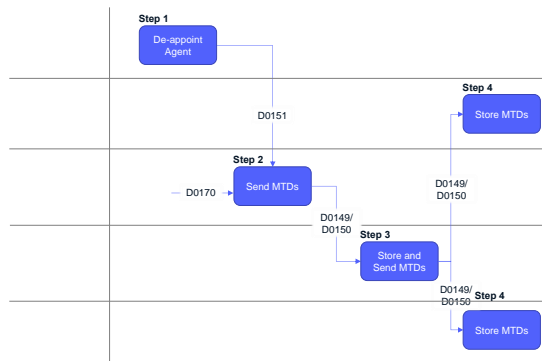 Step 1
De-appoint
Agent
Step 4
Store MTDs
D0151
Step 2
Send MTDs
D0170
D0149/
D0150
D0149/
D0150
Step 3
Store and
Send MTDs
D0149/
D0150
Step 4
Store MTDs